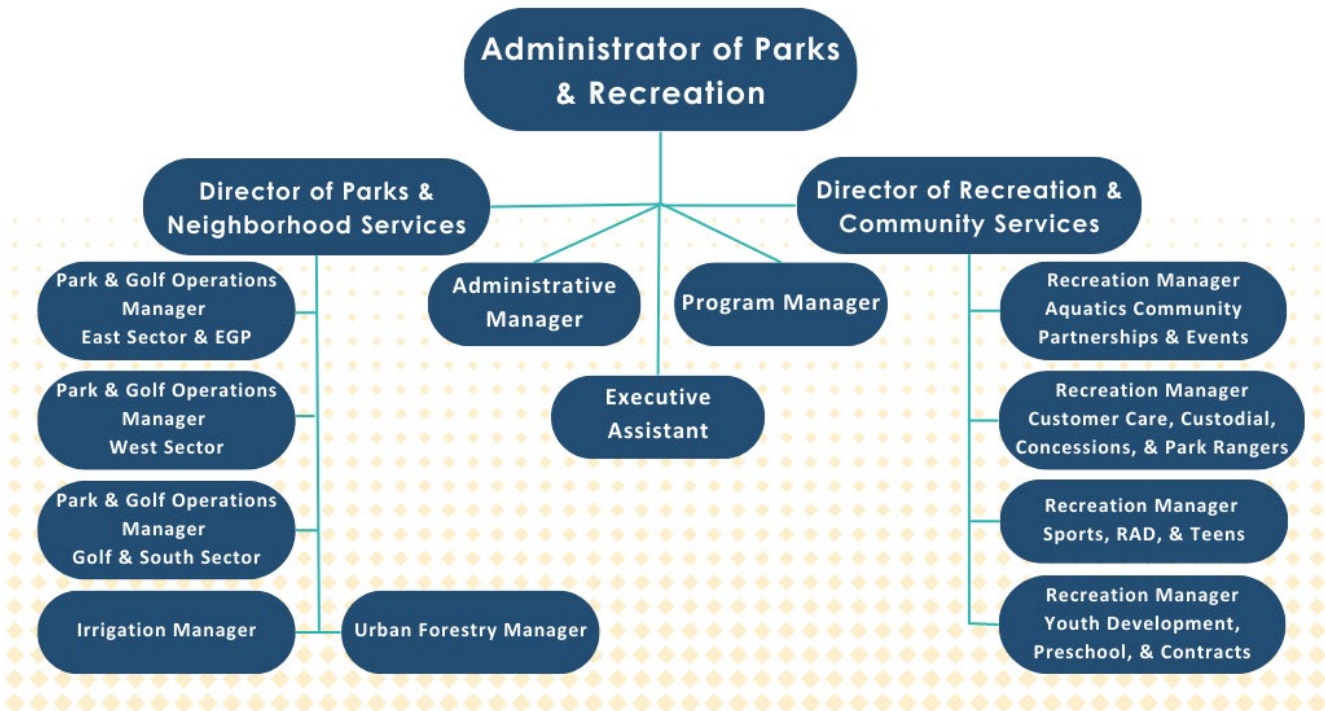 Administrator of Parks
& Recreation
Director of Parks &
Neighborhood Services
Director of Recreation &
Community Services
Park & Golf Operations
Manager
East Sector & EGP
Park & Golf Operations
Manager
West Sector
Park & Golf Operations
Manager
Golf & South Sector
Irrigation Manager
Urban Forestry Manager
Administrative
Manager
Program Manager
Executive
Assistant
Recreation Manager
Aquatics Community
Partnerships & Events
Recreation Manager
Customer Care, Custodial,
Concessions, & Park Rangers
Recreation Manager
Sports, RAD, & Teens
Recreation Manager
Youth Development,
Preschool, & Contracts